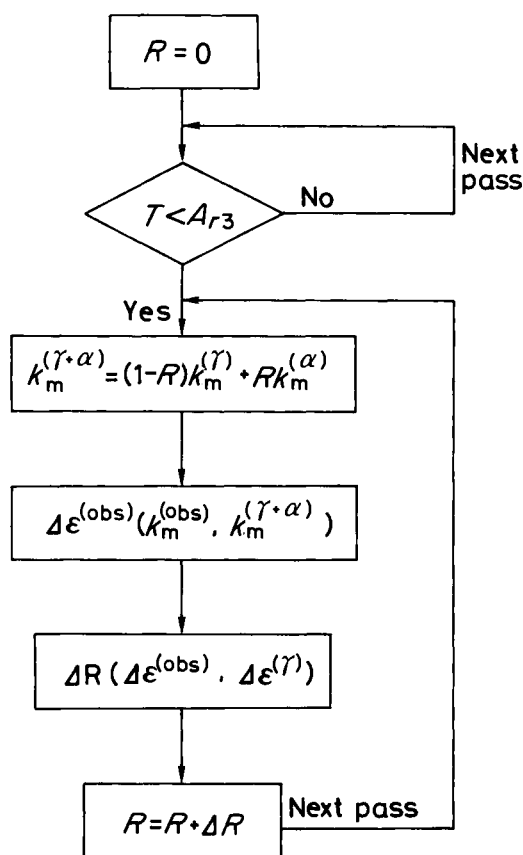 R = 0
Next
pass
No
T < Ar3
Yes
k_m^(γ+α) = (1-R)k_m^(γ) + Rk_m^(α)
Δε^(obs) (k_m^(obs), k_m^(γ+α))
ΔR (Δε^(obs), Δε^(γ))
Next pass
R = R + ΔR